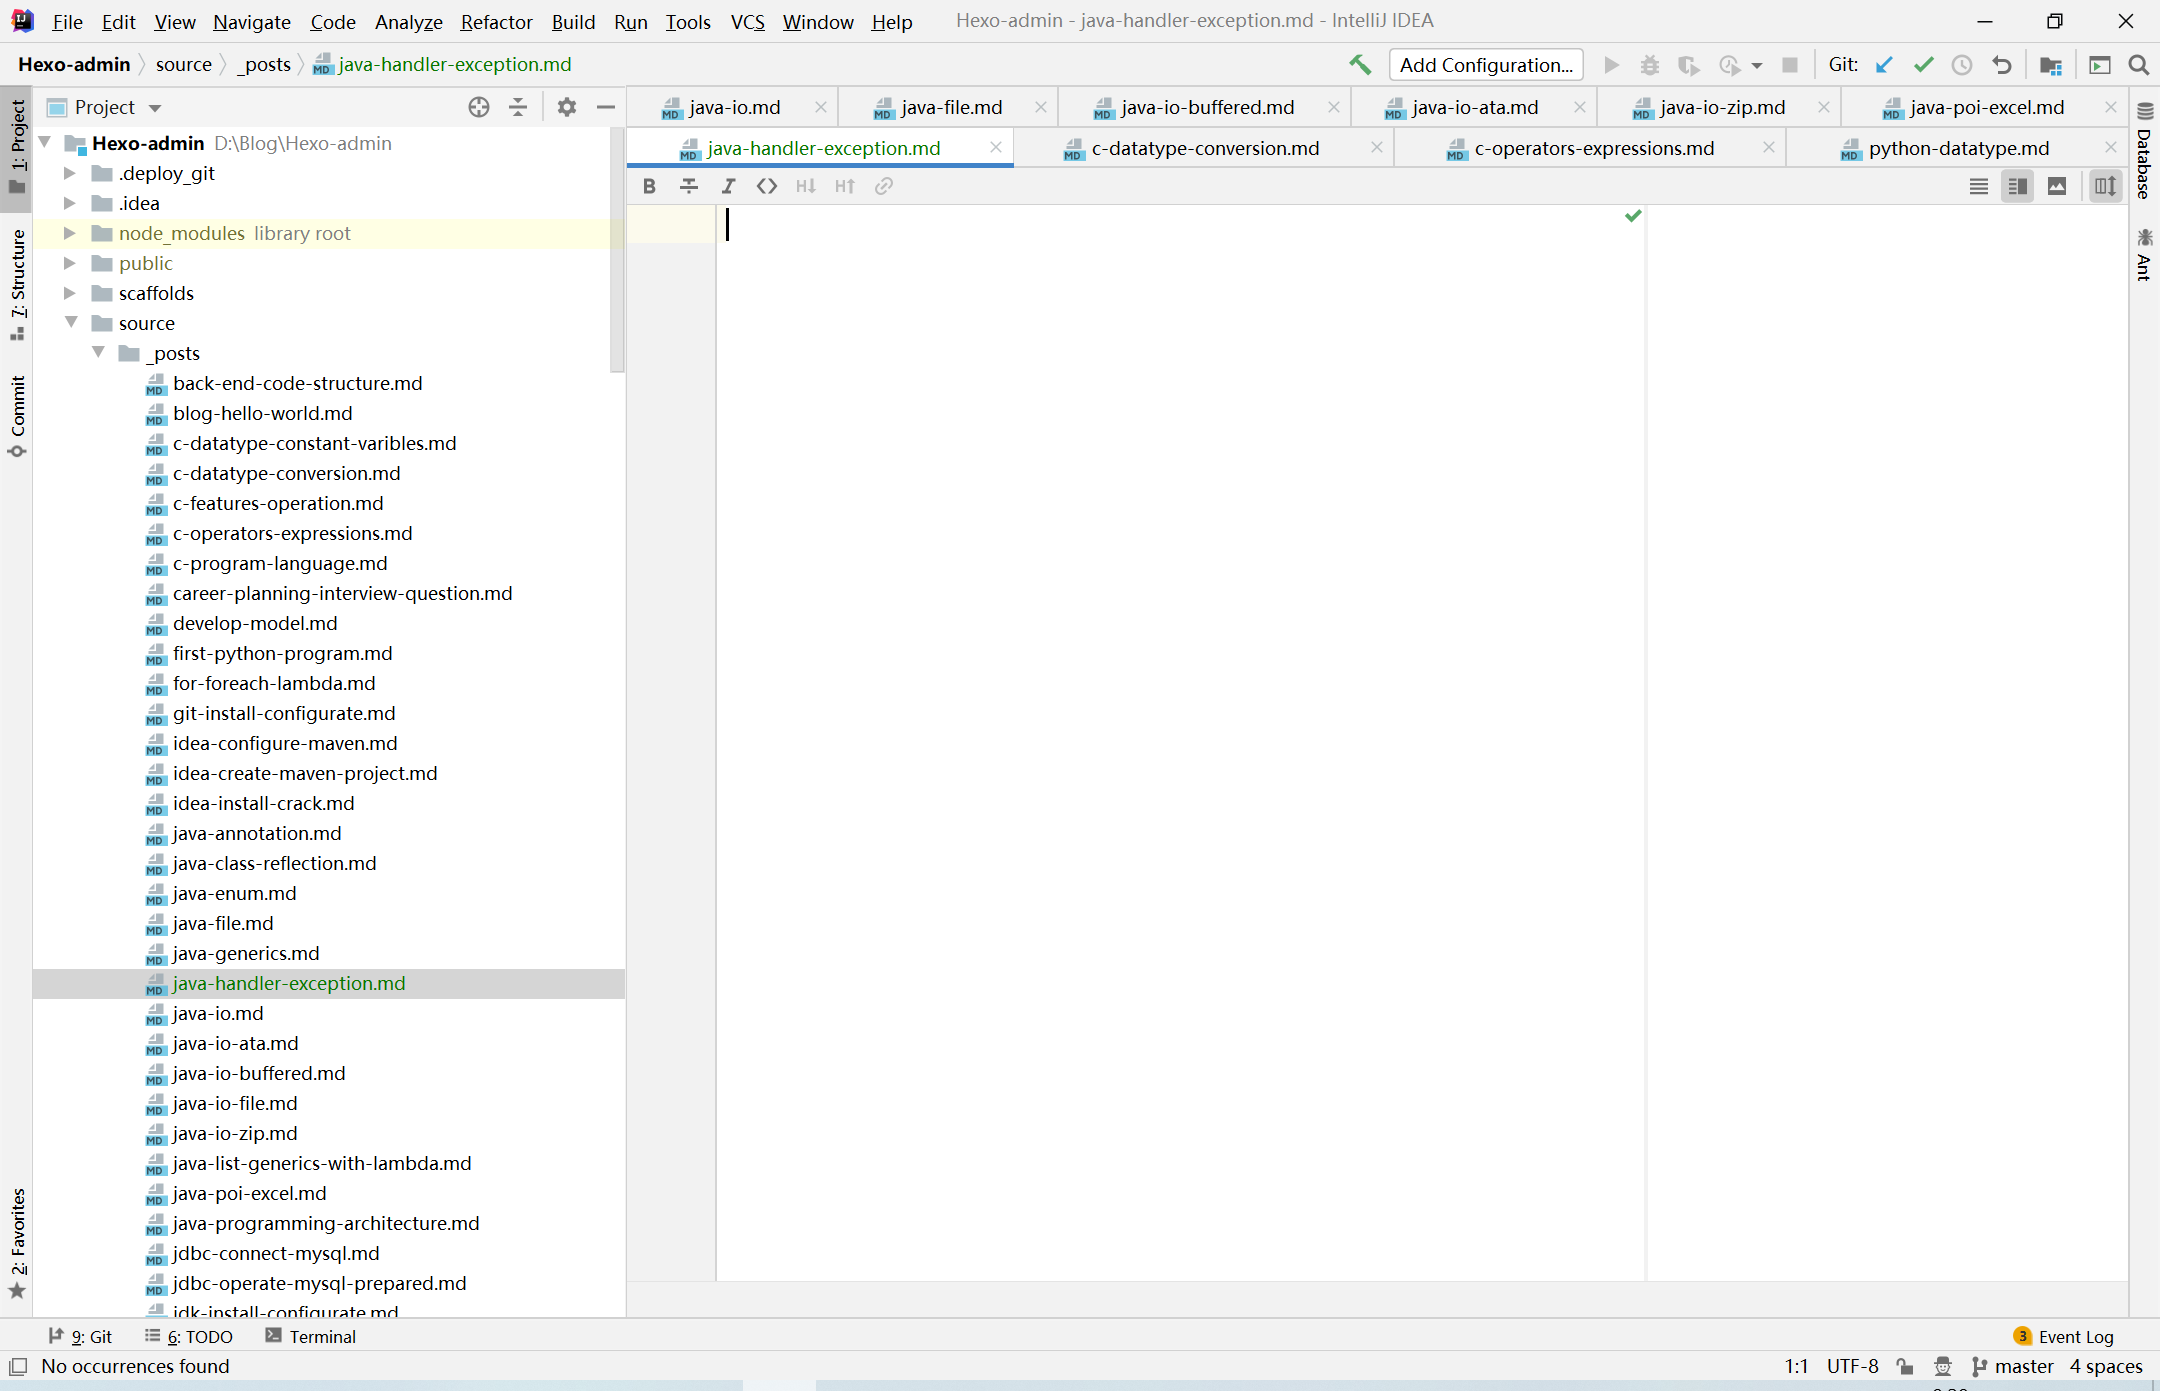 File Edit View Navigate Code Analyze Refactor Build Run Tools VCS Window Help Hexo-admin - java-handler-exception.md - IntelliJ IDEA
Hexo-admin source _posts java-handler-exception.md Add Configuration... Git:
Project
java-io.md java-file.md java-io-buffered.md java-io-ata.md java-io-zip.md java-poi-excel.md
java-handler-exception.md c-datatype-conversion.md c-operators-expressions.md python-datatype.md
1: Project
7: Structure
Commit
2: Favorites
Hexo-admin D:\Blog\Hexo-admin
.deploy_git
.idea
node_modules library root
public
scaffolds
source
_posts
back-end-code-structure.md
blog-hello-world.md
c-datatype-constant-varibles.md
c-datatype-conversion.md
c-features-operation.md
c-operators-expressions.md
c-program-language.md
career-planning-interview-question.md
develop-model.md
first-python-program.md
for-foreach-lambda.md
git-install-configurate.md
idea-configure-maven.md
idea-create-maven-project.md
idea-install-crack.md
java-annotation.md
java-class-reflection.md
java-enum.md
java-file.md
java-generics.md
java-handler-exception.md
java-io.md
java-io-ata.md
java-io-buffered.md
java-io-file.md
java-io-zip.md
java-list-generics-with-lambda.md
java-poi-excel.md
java-programming-architecture.md
jdbc-connect-mysql.md
jdbc-operate-mysql-prepared.md
jdk-install-configurate.md
Database
Ant
9: Git 6: TODO Terminal 3 Event Log
No occurrences found 1:1 UTF-8 master 4 spaces